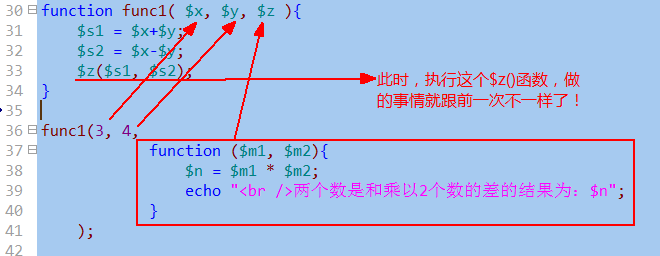 30 function func1( $x, $y, $z ){
31 $s1 = $x+$y;
32 $s2 = $x-$y;
33 $z($s1, $s2);
34 }
35
36 func1(3, 4,
37 function ($m1, $m2){
38 $n = $m1 * $m2;
39 echo "<br />两个数是和乘以2个数的差的结果为：$n";
40 }
41 );
42
此时，执行这个$z()函数，做
的事情就跟前一次不一样了！